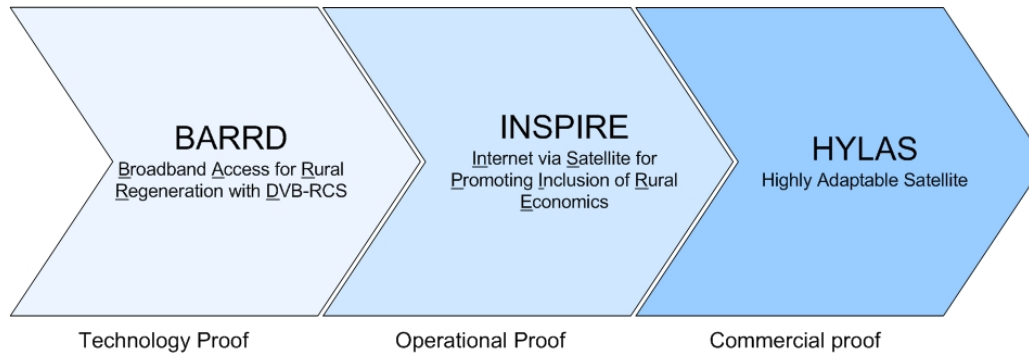 BARRD
Broadband Access for Rural
Regeneration with DVB-RCS
INSPIRE
Internet via Satellite for
Promoting Inclusion of Rural
Economics
HYLAS
Highly Adaptable Satellite
Technology Proof
Operational Proof
Commercial proof